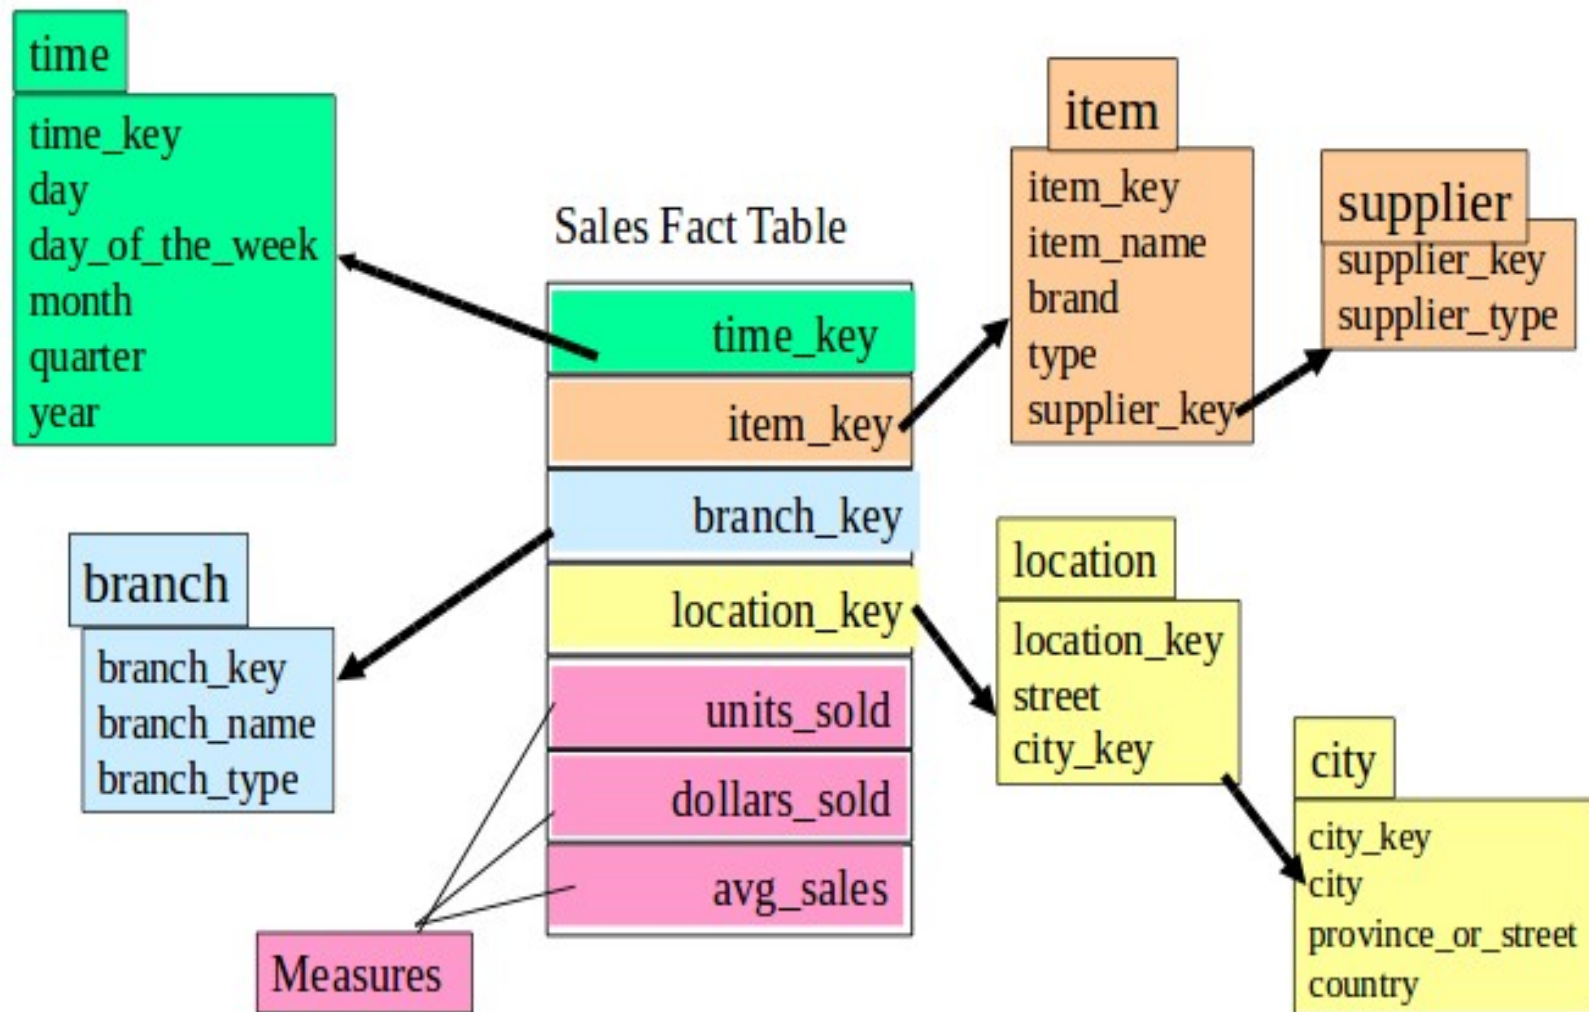 time
time_key
day
day_of_the_week
month
quarter
year
Sales Fact Table
time_key
item_key
branch_key
location_key
units_sold
dollars_sold
avg_sales
Measures
branch
branch_key
branch_name
branch_type
item
item_key
item_name
brand
type
supplier_key
supplier
supplier_key
supplier_type
location
location_key
street
city_key
city
city_key
city
province_or_street
country